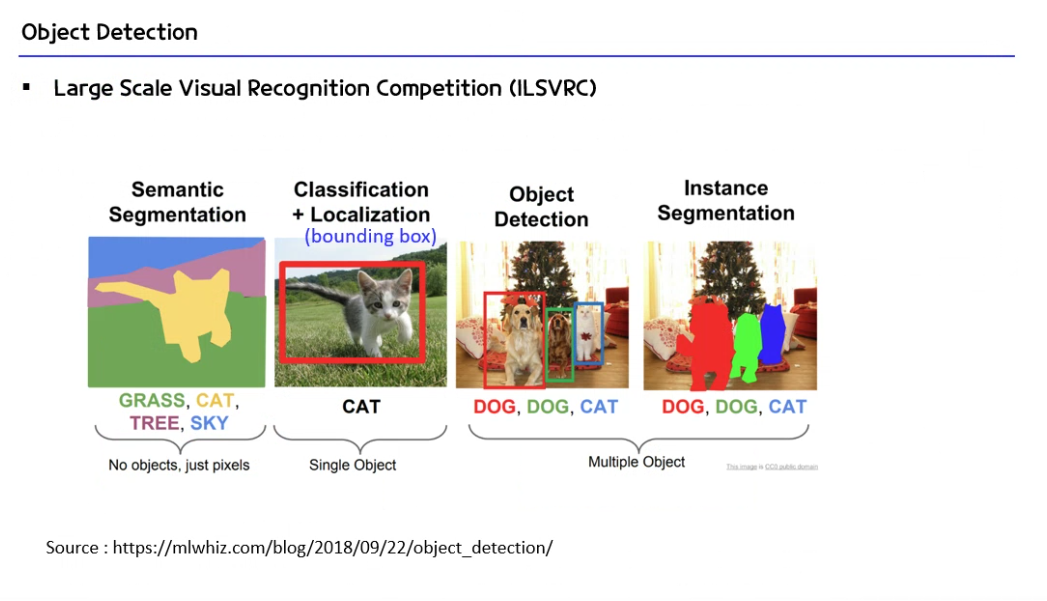 Object Detection
▪ Large Scale Visual Recognition Competition (ILSVRC)
Semantic
Segmentation
Classification
+ Localization
(bounding box)
Object
Detection
Instance
Segmentation
GRASS, CAT,
TREE, SKY
CAT
DOG, DOG, CAT
DOG, DOG, CAT
No objects, just pixels
Single Object
Multiple Object
This image is CC0 public domain
Source : https://mlwhiz.com/blog/2018/09/22/object_detection/